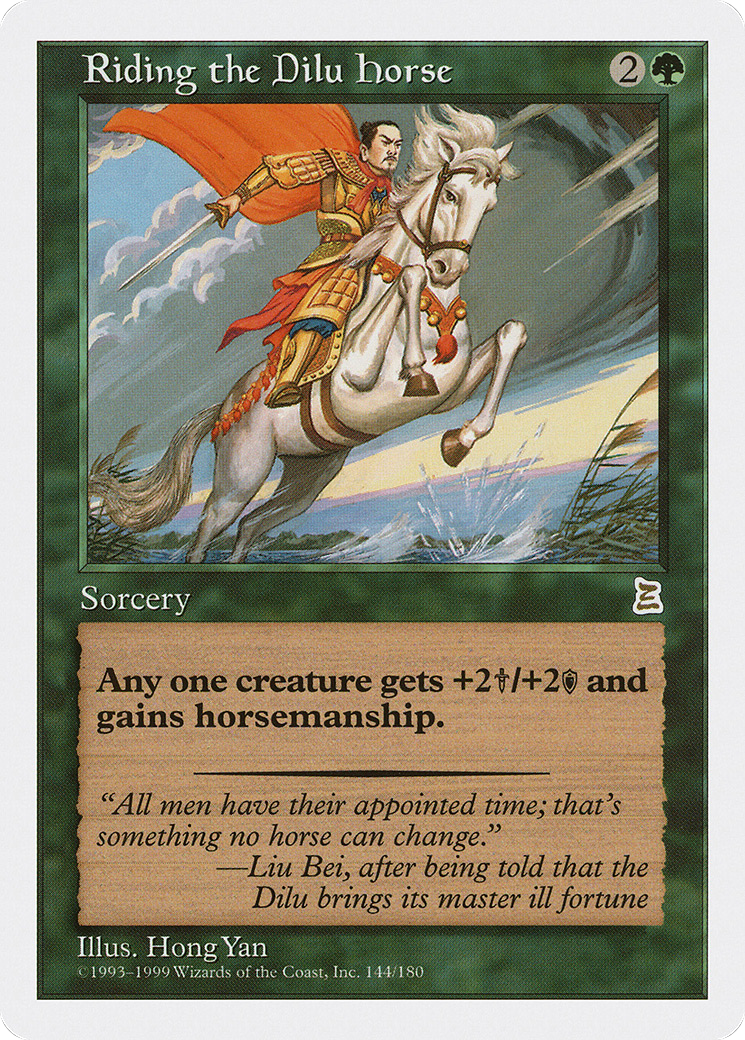 Riding the Dilu Horse 2
Sorcery
Any one creature gets +2/+2 and
gains horsemanship.
“All men have their appointed time; that’s
something no horse can change.”
—Liu Bei, after being told that the
Dilu brings its master ill fortune
Illus. Hong Yan
©1993–1999 Wizards of the Coast, Inc. 144/180